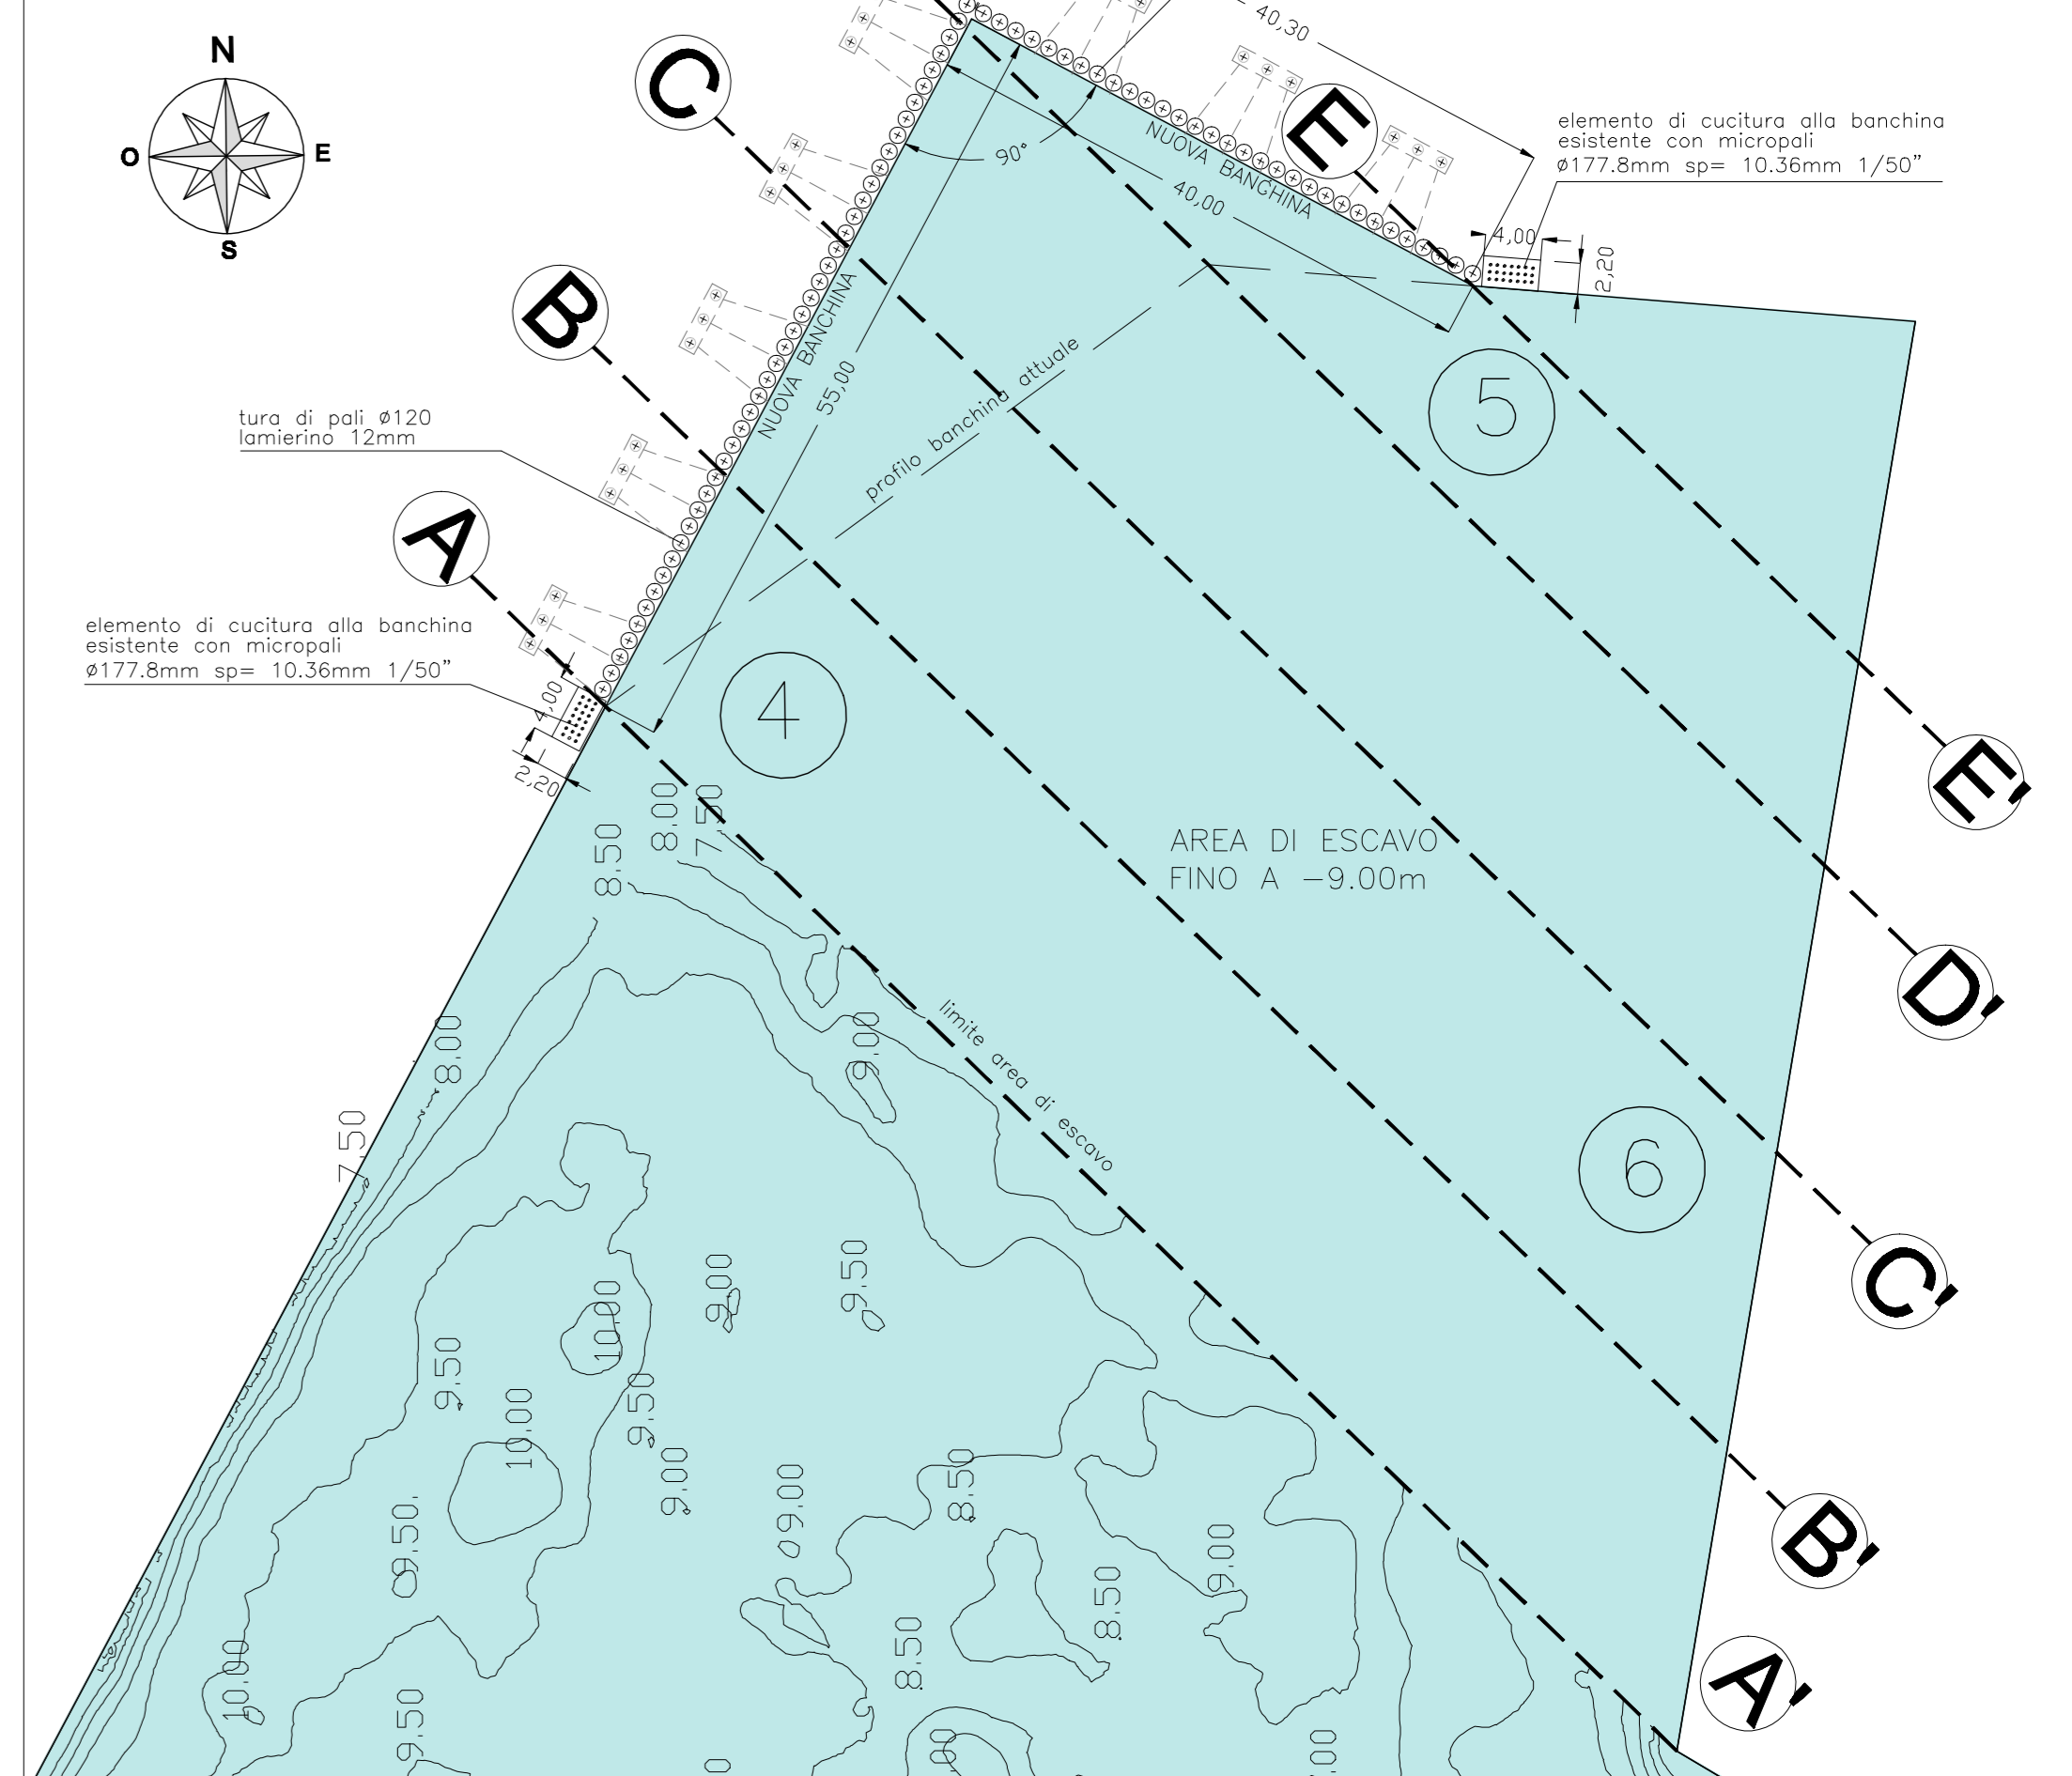 N
O
E
S
C
= 40,30
E
elemento di cucitura alla banchina
esistente con micropali
ø177.8mm sp= 10.36mm 1/50"
NUOVA BANCHINA
90°
40,00
4,00
2,20
B
NUOVA BANCHINA
55,00
profilo banchina attuale
5
tura di pali ø120
lamierino 12mm
A
elemento di cucitura alla banchina
esistente con micropali
ø177.8mm sp= 10.36mm 1/50"
4,00
2,20
4
E'
8.50
8.00
7.50
AREA DI ESCAVO
FINO A -9.00m
D'
limite area di escavo
9.00
8.00
7.50
6
C'
9.00
9.50
10.00
9.50
9.50
10.00
9.00
9.00
8.50
9.50
9.00
8.50
B'
8.50
10.00
9.50
A'